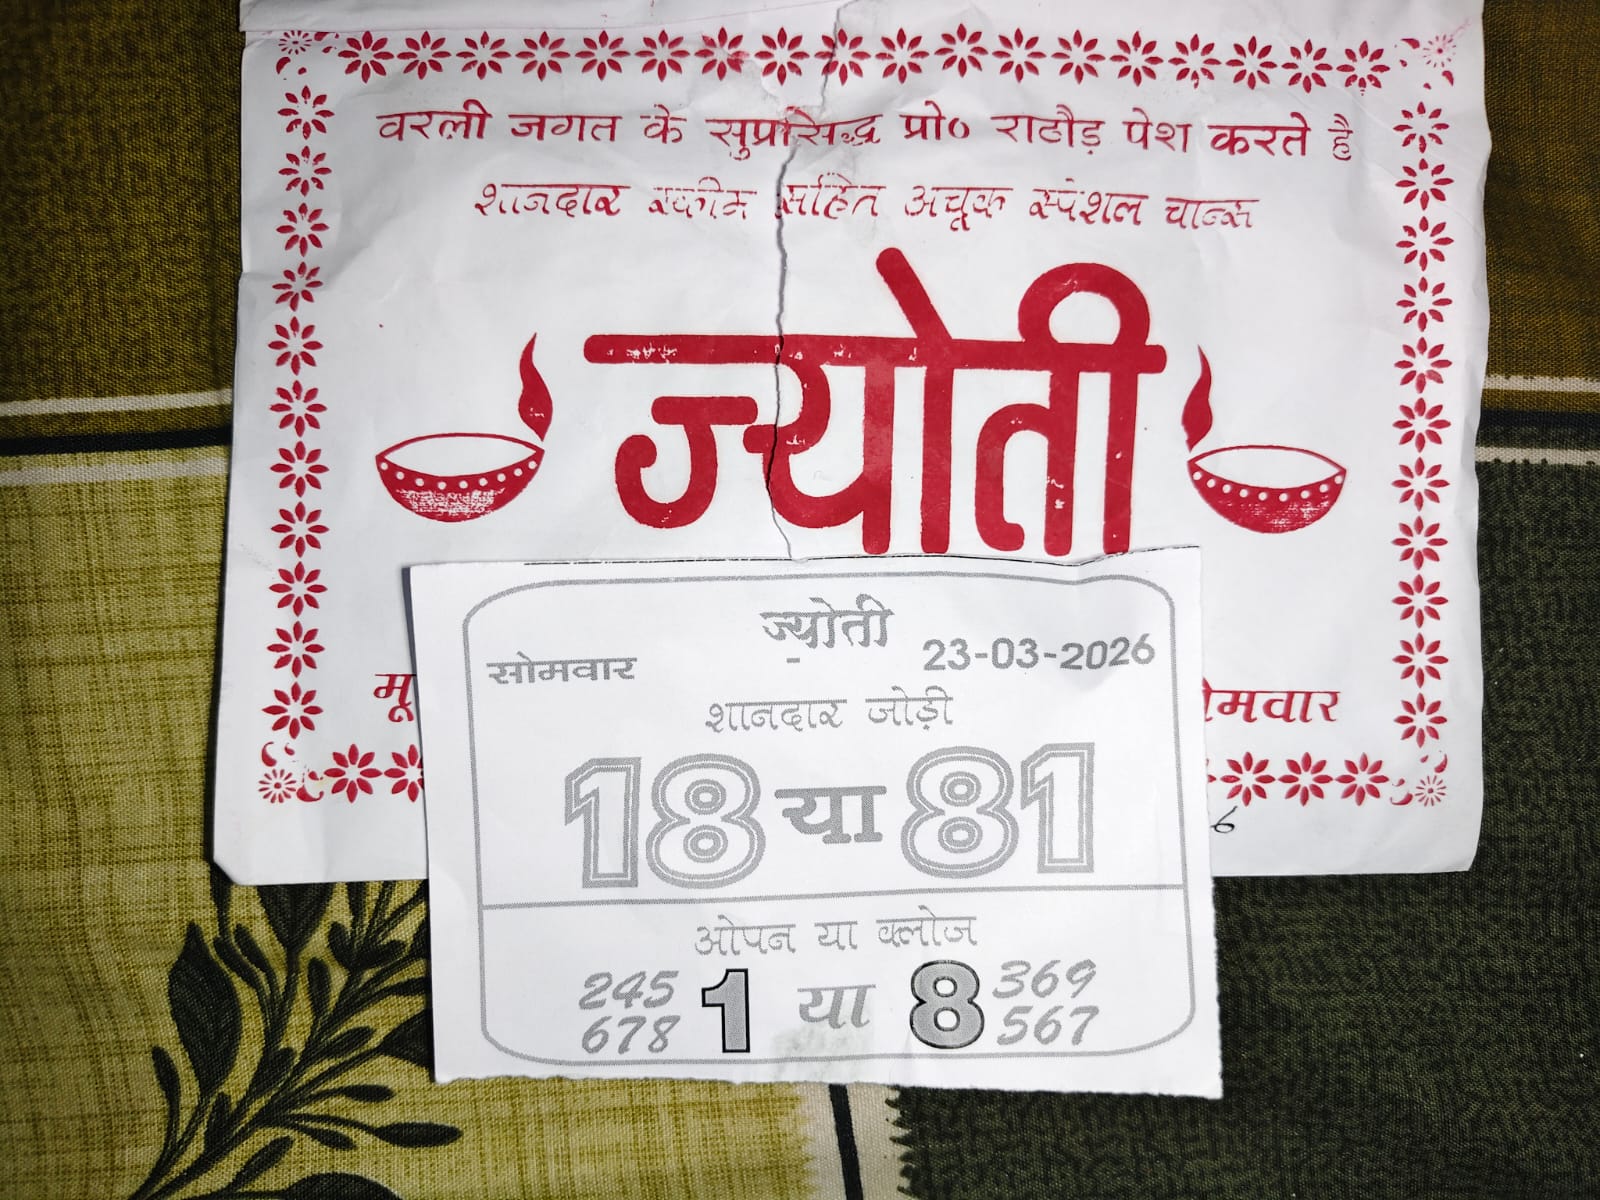 वरली जगत के सुप्रसिद्ध प्रो० राठौड़ पेश करते है
शानदार स्कीम सहित अचूक स्पेशल चान्स
ज्योती
ज्योती
सोमवार 23-03-2026
शानदार जोड़ी
18 या 81
ओपन या क्लोज
245 678 1 या 8 369 567
मू
ोमवार
6